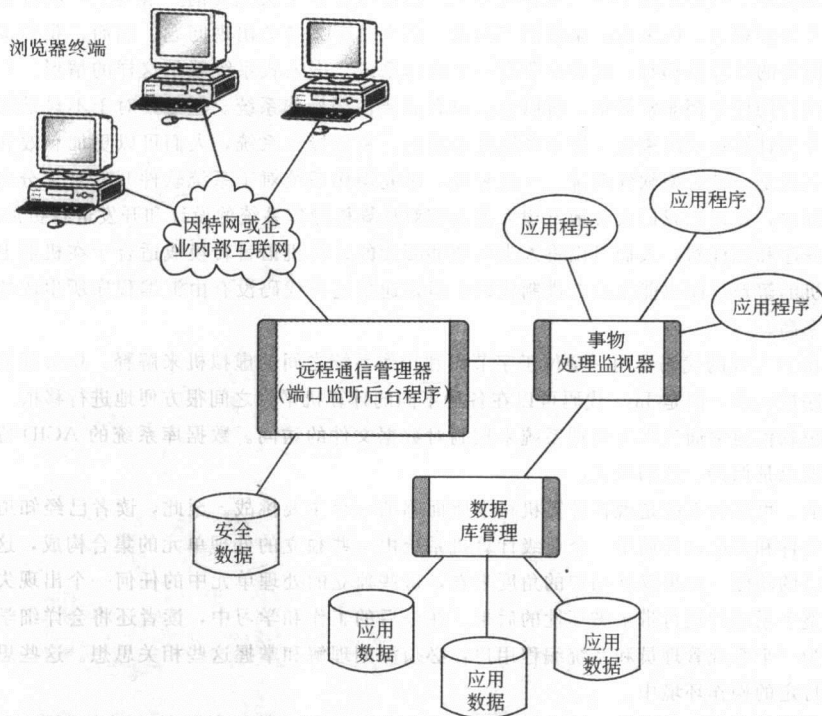 浏览器终端
因特网或企
业内部互联网
应用程序
应用程序
应用程序
远程通信管理器
(端口监听后台程序)
事物
处理监视器
安全
数据
数据
库管理
应用
数据
应用
数据
应用
数据